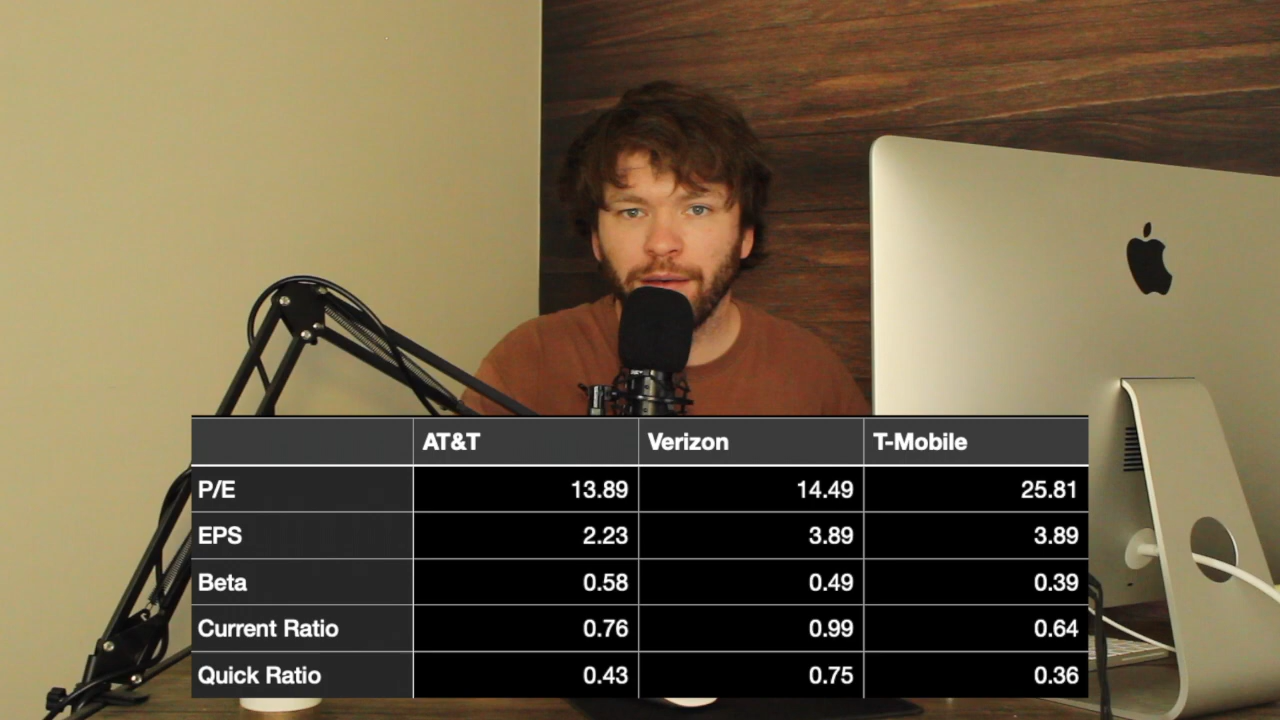 AT&T Verizon T-Mobile
P/E 13.89 14.49 25.81
EPS 2.23 3.89 3.89
Beta 0.58 0.49 0.39
Current Ratio 0.76 0.99 0.64
Quick Ratio 0.43 0.75 0.36